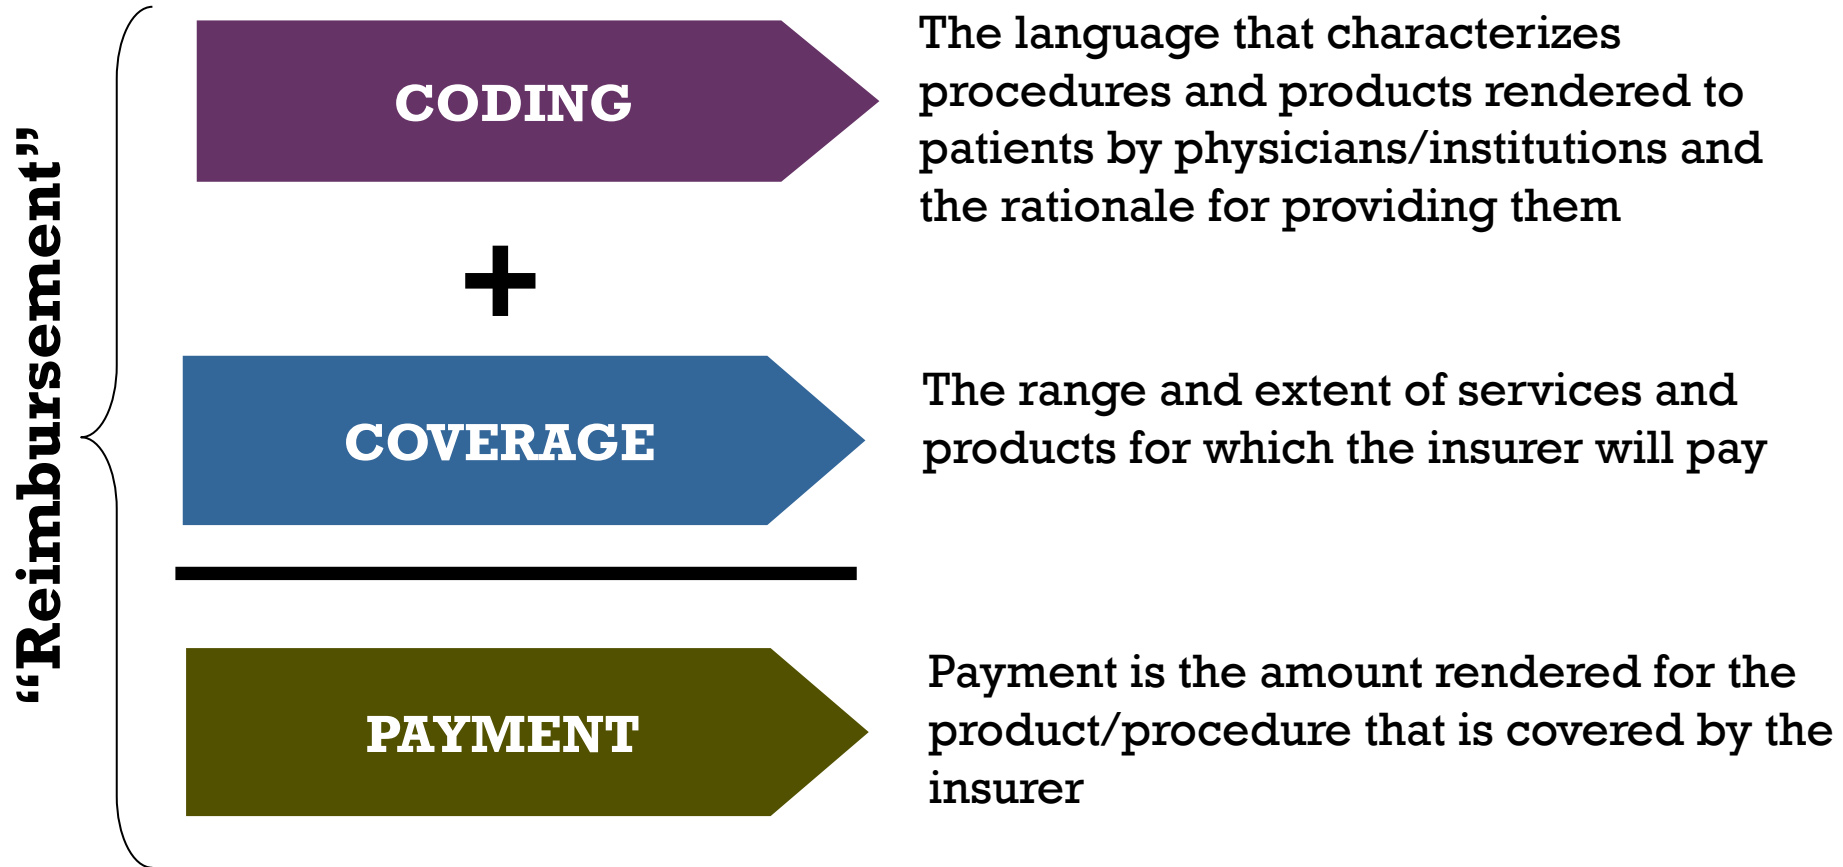 “Reimbursement”
CODING
The language that characterizes
procedures and products rendered to
patients by physicians/institutions and
the rationale for providing them
+
COVERAGE
The range and extent of services and
products for which the insurer will pay
PAYMENT
Payment is the amount rendered for the
product/procedure that is covered by the
insurer